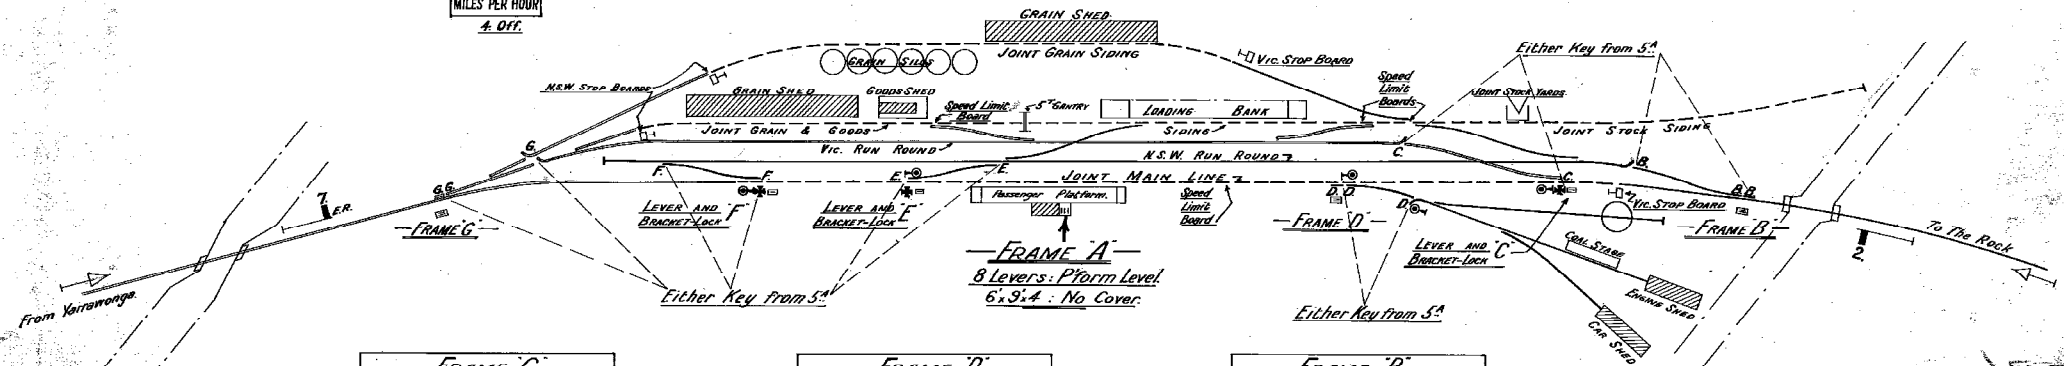 MILES PER HOUR
4 Off.
GRAIN SHED
JOINT GRAIN SIDING
GRAIN SILOS
Vic. STOP BOARD
Either Key from 5A
N.S.W. STOP BOARDS
GRAIN SHED
GOODS SHED
Speed Limit
Board
5T GANTRY
LOADING BANK
Speed
Limit
Boards
JOINT STOCK YARDS
JOINT GRAIN & GOODS
SIDING
JOINT STOCK SIDING
G.
Vic. RUN ROUND
C.
N.S.W. RUN ROUND
B.
F.
F.
E.
E.
JOINT MAIN LINE
C.
G.G.
D.D.
B.B.
7.
E.R.
Passenger Platform
Speed
Limit
Board
D.
Vic. STOP BOARD
FRAME 'G'
LEVER AND
BRACKET-LOCK 'F'
LEVER AND
BRACKET-LOCK 'E'
FRAME 'D'
FRAME 'B'
To The Rock
FRAME 'A'
8 Levers: P'form Level.
6'x9'x4 : No Cover.
LEVER AND
BRACKET-LOCK 'C'
COAL STAGE
2.
From Yarrawonga
Either Key from 5A
Either Key from 5A
ENGINE SHED
CAR SHED